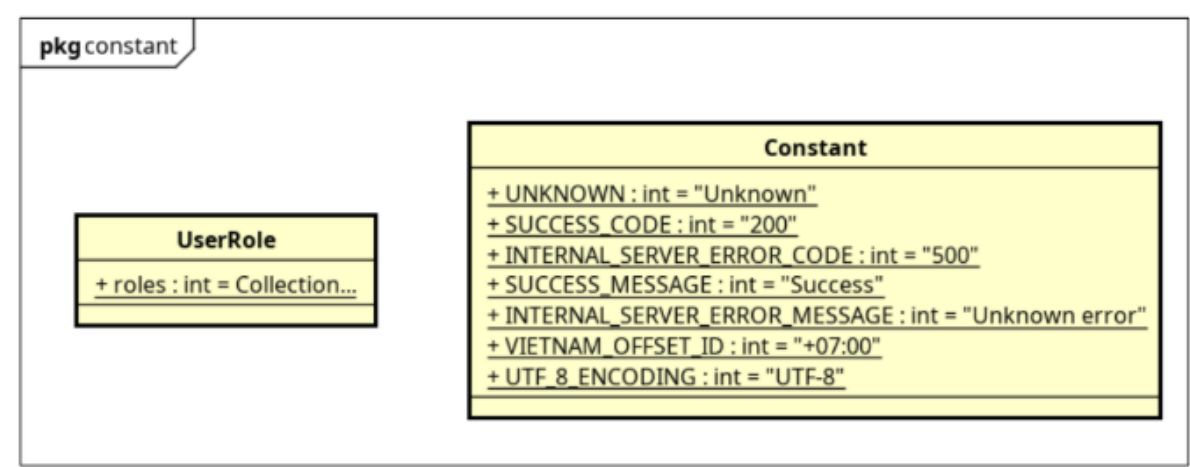 pkg constant
UserRole
+ roles : int = Collection...
Constant
+ UNKNOWN : int = "Unknown"
+ SUCCESS_CODE : int = "200"
+ INTERNAL_SERVER_ERROR_CODE : int = "500"
+ SUCCESS_MESSAGE : int = "Success"
+ INTERNAL_SERVER_ERROR_MESSAGE : int = "Unknown error"
+ VIETNAM_OFFSET_ID : int = "+07:00"
+ UTF_8_ENCODING : int = "UTF-8"